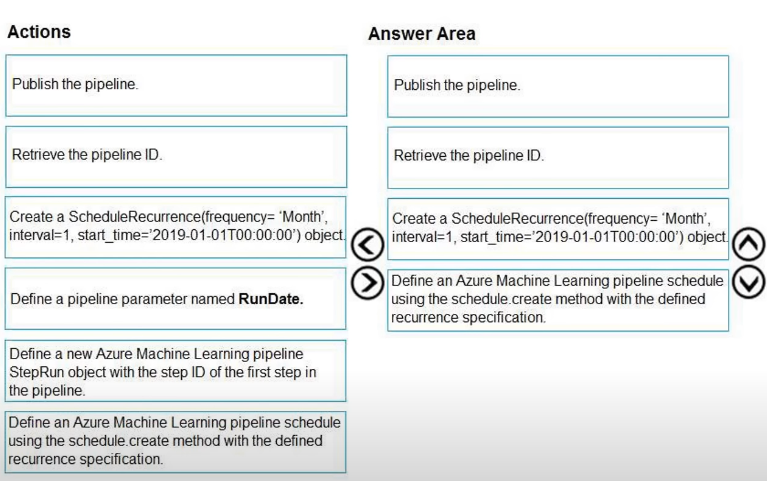 Actions
Answer Area
Publish the pipeline.
Retrieve the pipeline ID.
Create a ScheduleRecurrence(frequency= ‘Month’,
interval=1, start_time=’2019-01-01T00:00:00’) object.
Define a pipeline parameter named RunDate.
Define a new Azure Machine Learning pipeline
StepRun object with the step ID of the first step in
the pipeline.
Define an Azure Machine Learning pipeline schedule
using the schedule.create method with the defined
recurrence specification.
Publish the pipeline.
Retrieve the pipeline ID.
Create a ScheduleRecurrence(frequency= ‘Month’,
interval=1, start_time=’2019-01-01T00:00:00’) object.
Define an Azure Machine Learning pipeline schedule
using the schedule.create method with the defined
recurrence specification.